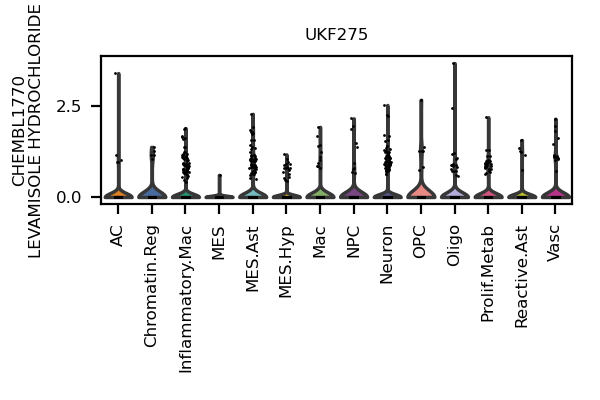 UKF275
CHEMBL1770
LEVAMISOLE HYDROCHLORIDE
2.5
0.0
AC
Chromatin.Reg
Inflammatory.Mac
MES
MES.Ast
MES.Hyp
Mac
NPC
Neuron
OPC
Oligo
Prolif.Metab
Reactive.Ast
Vasc